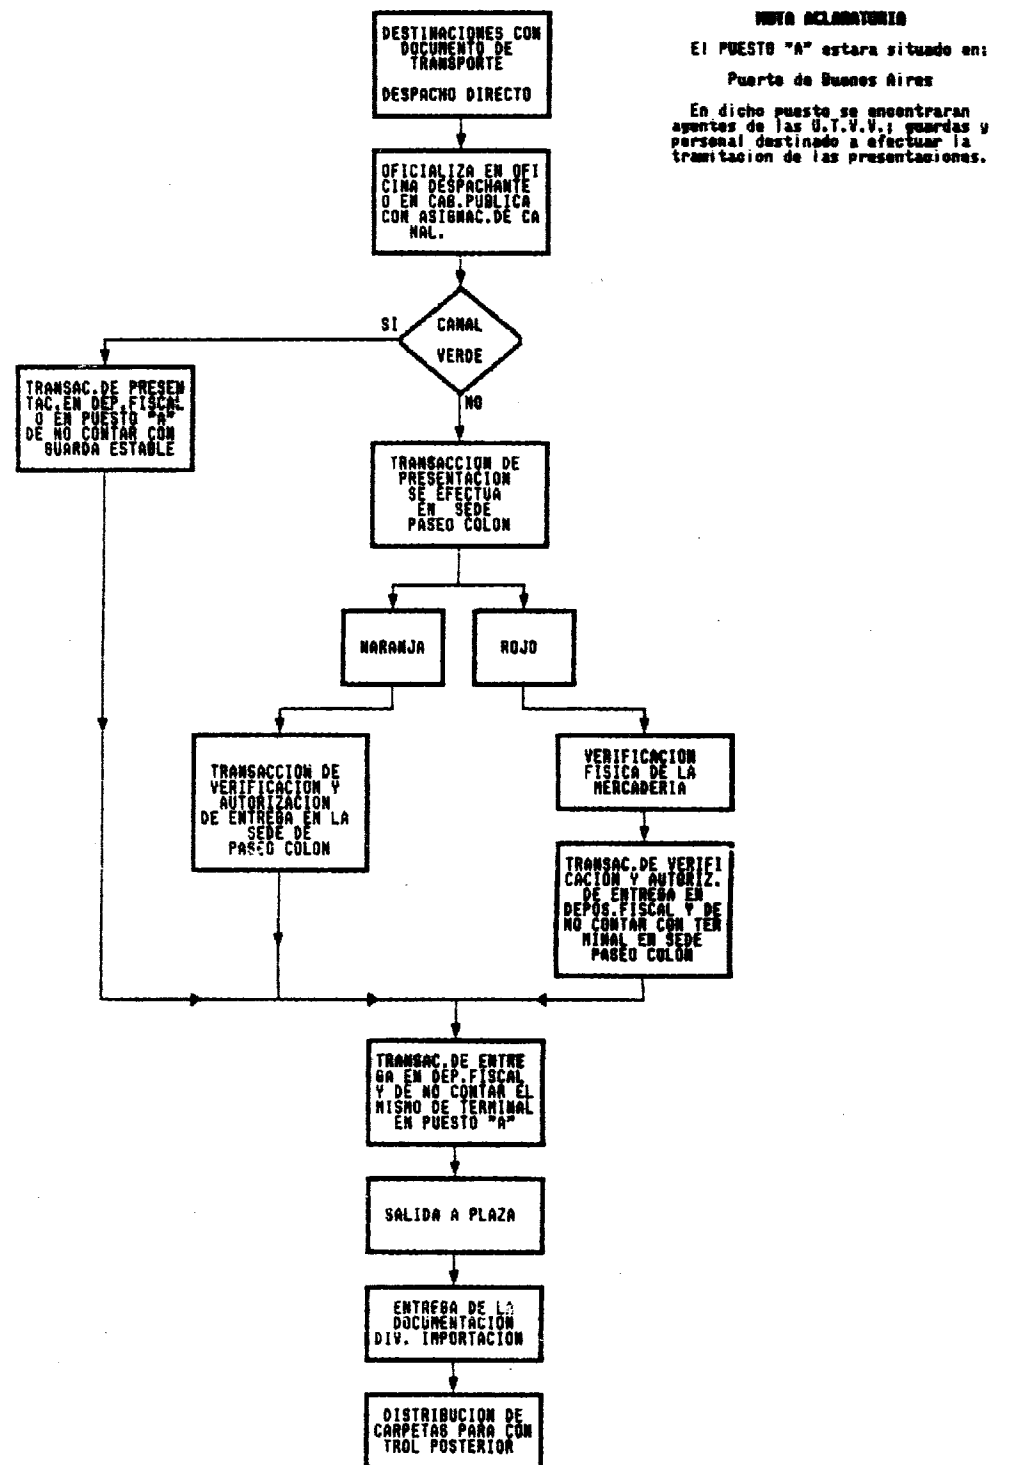 DESTINACIONES CON
DOCUMENTO DE
TRANSPORTE
DESPACHO DIRECTO
NOTA ACLARATORIA
El PUESTO "A" estara situado en:
Puerto de Buenos Aires
En dicho puesto se encontraran
agentes de las U.T.V.V.; guardas y
personal destinado a efectuar la
tramitacion de las presentaciones.
OFICIALIZA EN OFI
CINA DESPACHANTE
O EN CAB.PUBLICA
CON ASIGNAC.DE CA
NAL.
CANAL
VERDE
SI
NO
TRANSAC.DE PRESEN
TAC.EN DEP.FISCAL
O EN PUESTO "A"
DE NO CONTAR CON
GUARDA ESTABLE
TRANSACCION DE
PRESENTACION
SE EFECTUA
EN SEDE
PASEO COLON
NARANJA
ROJO
TRANSACCION DE
VERIFICACION Y
AUTORIZACION
DE ENTREGA EN LA
SEDE DE
PASEO COLON
VERIFICACION
FISICA DE LA
MERCADERIA
TRANSAC.DE VERIFI
CACION Y AUTORIZ.
DE ENTREGA EN
DEPOS.FISCAL Y DE
NO CONTAR CON TER
MINAL EN SEDE
PASEO COLON
TRANSAC.DE ENTRE
GA EN DEP.FISCAL
Y DE NO CONTAR EL
MISMO DE TERMINAL
EN PUESTO "A"
SALIDA A PLAZA
ENTREGA DE LA
DOCUMENTACION
DIV. IMPORTACION
DISTRIBUCION DE
CARPETAS PARA CON
TROL POSTERIOR